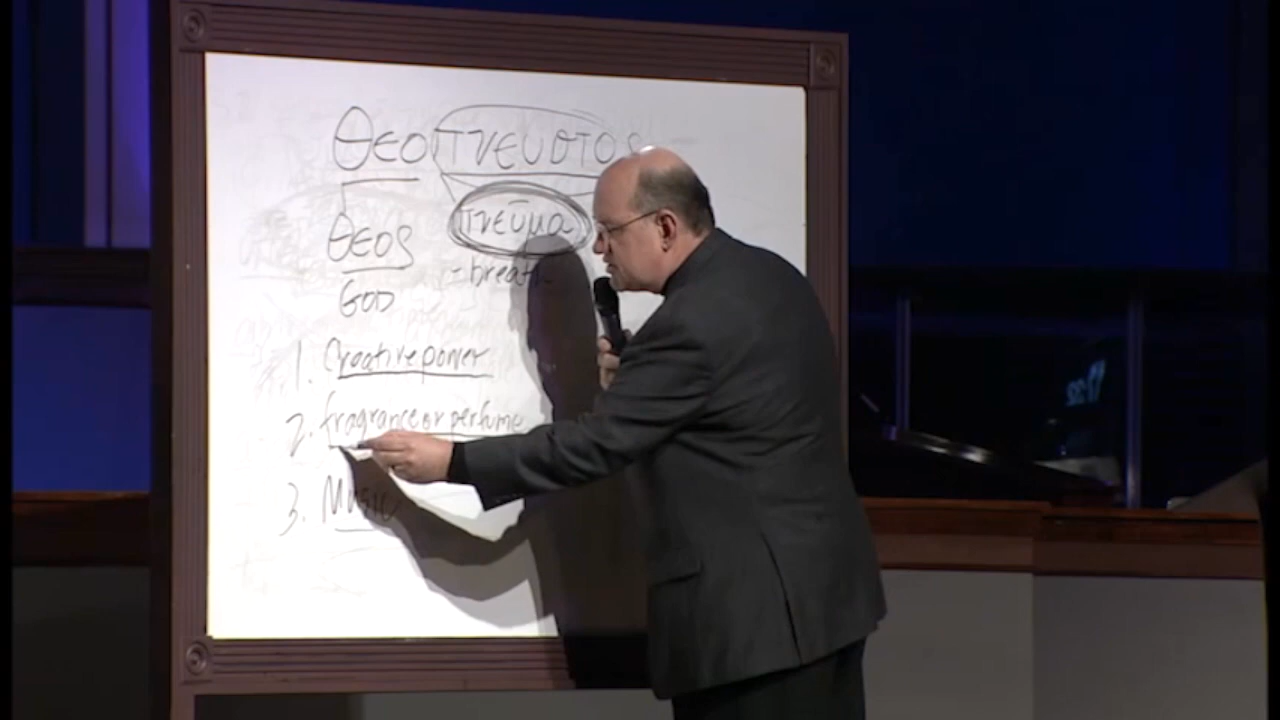 θεοπνευστος
θεος πνευμα
GOD - breath
1. Creative power
2. fragrance or perfume
3. Music